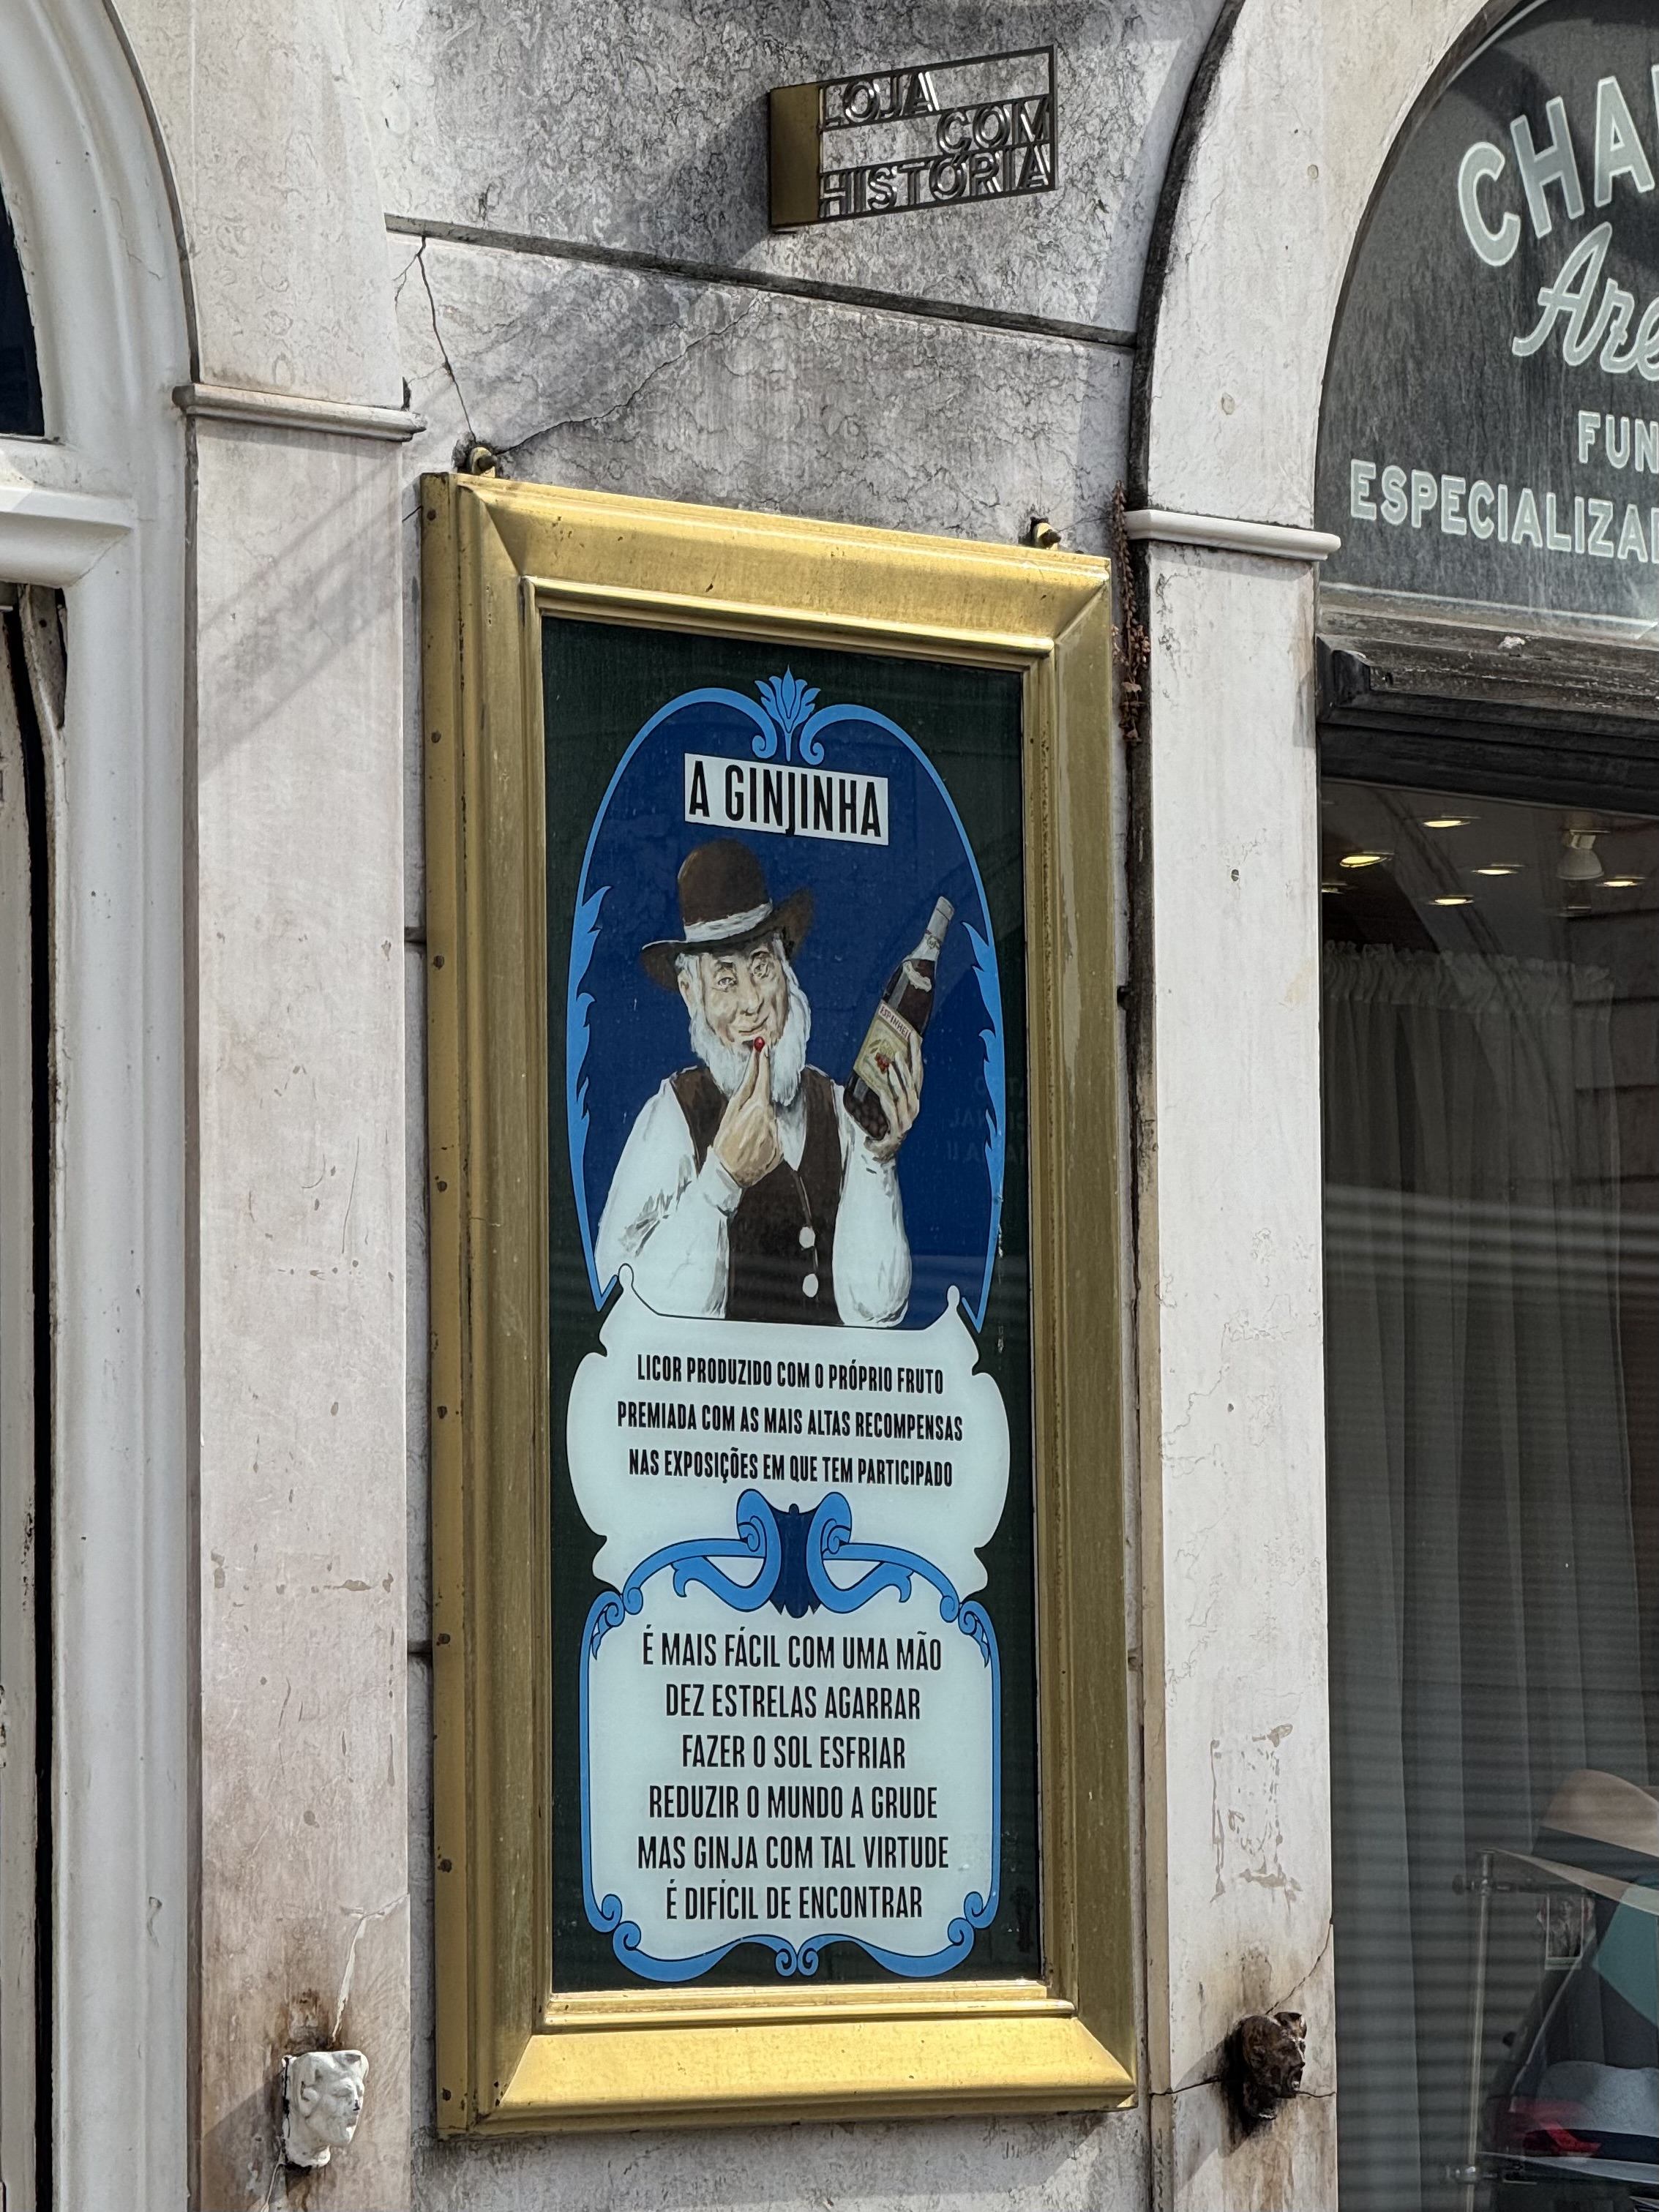 LOJA
COM
HISTÓRIA
A GINJINHA
ESPINHEI
LICOR PRODUZIDO COM O PRÓPRIO FRUTO
PREMIADA COM AS MAIS ALTAS RECOMPENSAS
NAS EXPOSIÇÕES EM QUE TEM PARTICIPADO
É MAIS FÁCIL COM UMA MÃO
DEZ ESTRELAS AGARRAR
FAZER O SOL ESFRIAR
REDUZIR O MUNDO A GRUDE
MAS GINJA COM TAL VIRTUDE
É DIFÍCIL DE ENCONTRAR
CHA
Aze
FUN
ESPECIALIZA